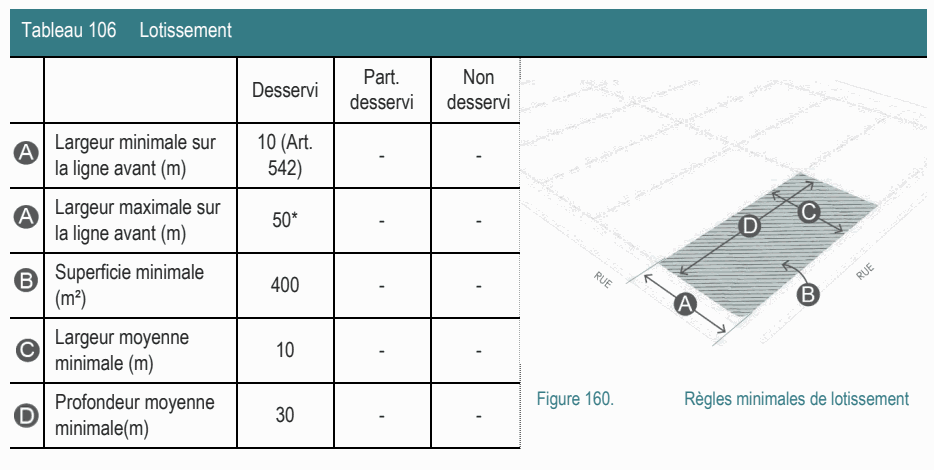 Tableau 106 Lotissement
Desservi
Part.
desservi
Non
desservi
A
Largeur minimale sur
la ligne avant (m)
10 (Art.
542)
-
-
A
Largeur maximale sur
la ligne avant (m)
50*
-
-
B
Superficie minimale
(m²)
400
-
-
C
Largeur moyenne
minimale (m)
10
-
-
D
Profondeur moyenne
minimale(m)
30
-
-
C
D
RUE
RUE
A
B
Figure 160. Règles minimales de lotissement